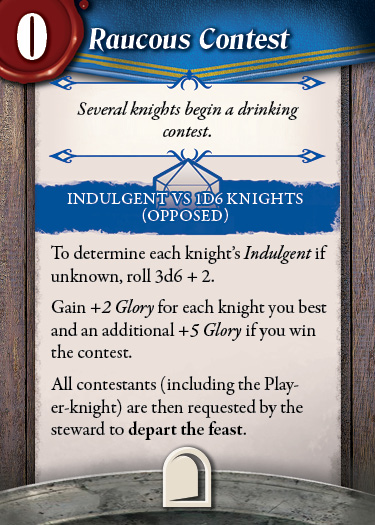 0
Raucous Contest
Several knights begin a drinking
contest.
INDULGENT VS 1D6 KNIGHTS
(OPPOSED)
To determine each knight's Indulgent if
unknown, roll 3d6 + 2.
Gain +2 Glory for each knight you best
and an additional +5 Glory if you win
the contest.
All contestants (including the Play-
er-knight) are then requested by the
steward to depart the feast.